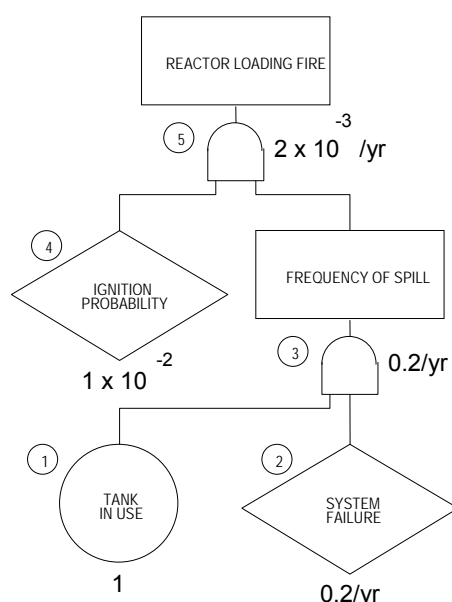 REACTOR LOADING FIRE
5
2 x 10 -3 /yr
4
IGNITION
PROBABILITY
1 x 10 -2
FREQUENCY OF SPILL
3
0.2/yr
1
TANK
IN USE
1
2
SYSTEM
FAILURE
0.2/yr